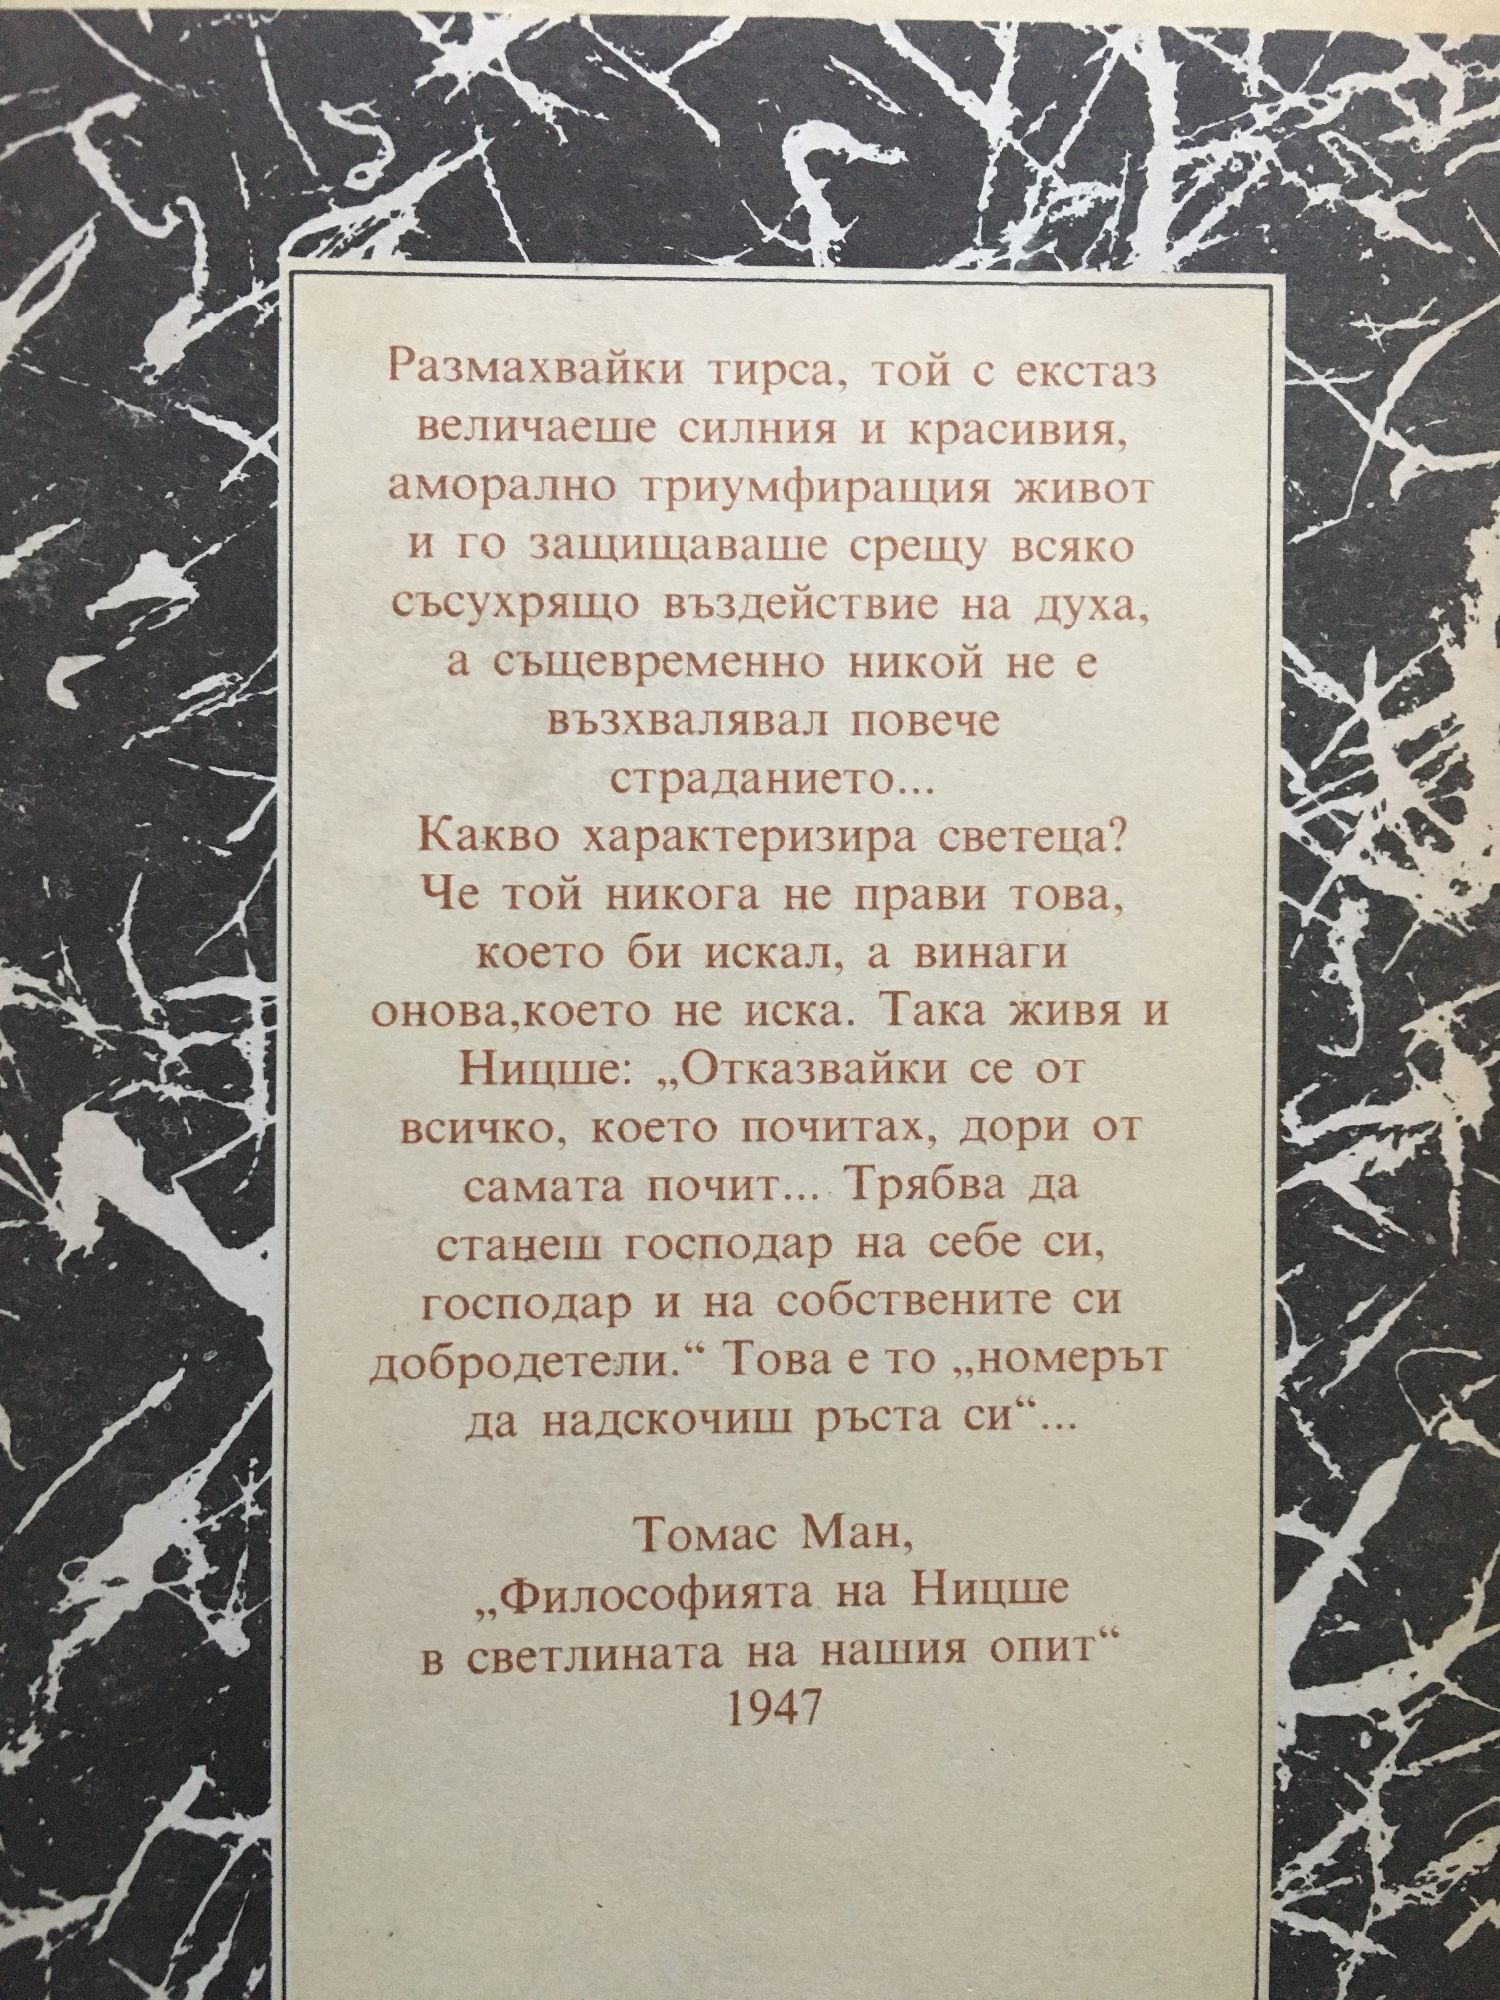 Размахвайки тирса, той с екстаз
величаеше силния и красивия,
аморално триумфиращия живот
и го защищаваше срещу всяко
съсухрящо въздействие на духа,
а същевременно никой не е
възхвалявал повече
страданието...
Какво характеризира светеца?
Че той никога не прави това,
което би искал, а винаги
онова,което не иска. Така живя и
Ницше: „Отказвайки се от
всичко, което почитах, дори от
самата почит... Трябва да
станеш господар на себе си,
господар и на собствените си
добродетели.“ Това е то „номерът
да надскочиш ръста си“...
Томас Ман,
„Философията на Ницше
в светлината на нашия опит“
1947